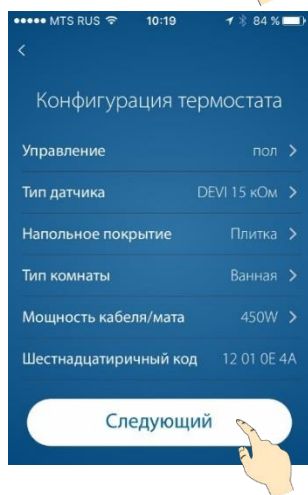 MTS RUS 10:19 84 %
Конфигурация термостата
Управление пол
Тип датчика DEVI 15 кОм
Напольное покрытие Плитка
Тип комнаты Ванная
Мощность кабеля/мата 450W
Шестнадцатиричный код 12 01 0E 4A
Следующий